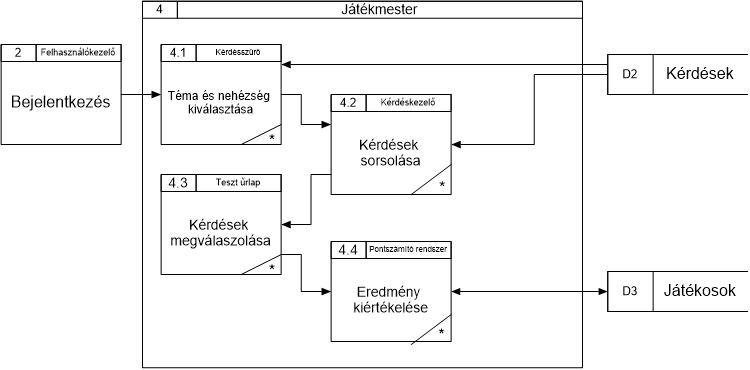 4 Játékmester
2 Felhasználókezelő
Bejelentkezés
4.1 Kérdésszűrő
Téma és nehézség
kiválasztása
*
4.2 Kérdéskezelő
Kérdések
sorsolása
*
D2 Kérdések
4.3 Teszt űrlap
Kérdések
megválaszolása
*
4.4 Pontszámító rendszer
Eredmény
kiértékelése
*
D3 Játékosok